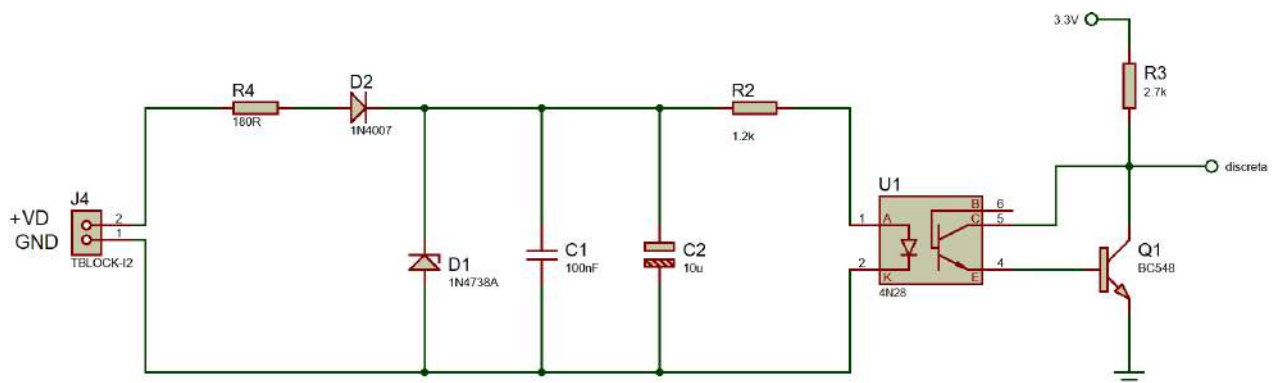 3.3V
R3
2.7k
R4
180R
D2
1N4007
R2
1.2k
discreta
J4
+VD
GND
2
1
TBLOCK-I2
D1
1N4738A
C1
100nF
C2
10u
U1
1
A
2
K
B
6
C
5
E
4
4N28
Q1
BC548